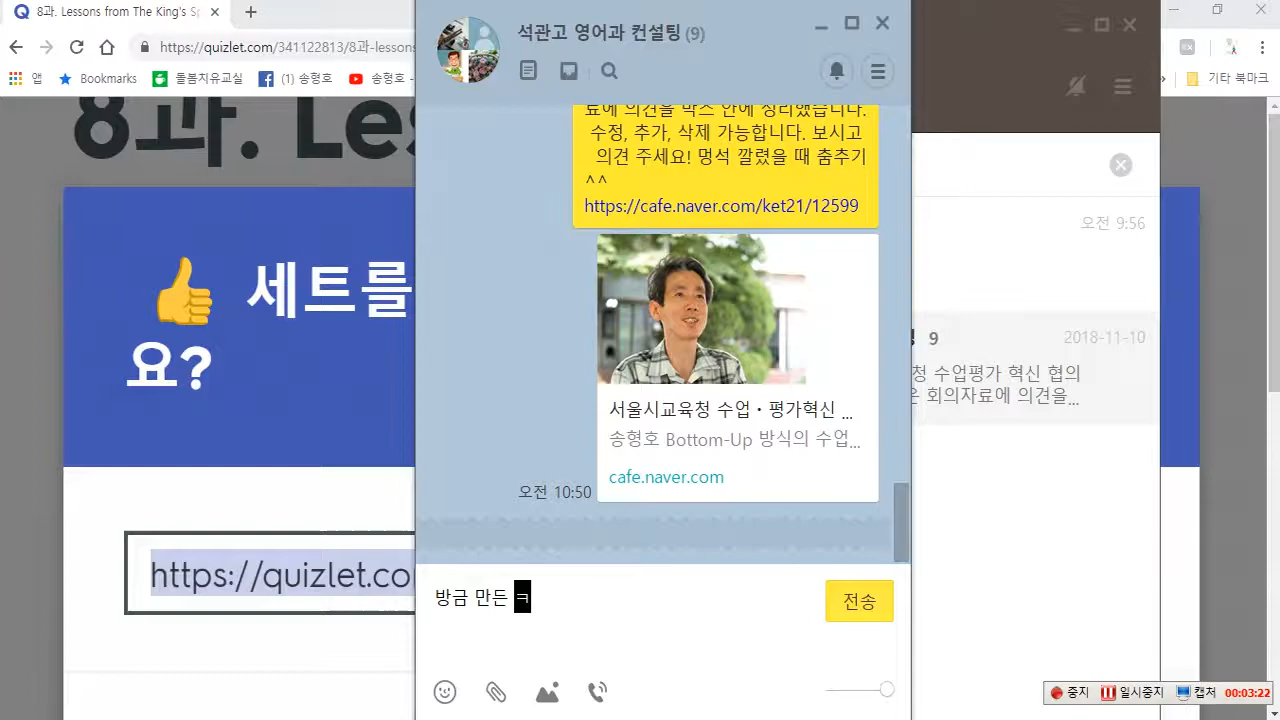 8과. Lessons from The King's Sp
https://quizlet.com/341122813/8과-lessons
앱
Bookmarks
(1) 송형호
송형호 -
기타 북마크
8과. Les
👍 세트를
요?
https://quizlet.co
석관고 영어과 컨설팅 (9)
료에 의견을 박스 안에 정리했습니다.
수정, 추가, 삭제 가능합니다. 보시고
의견 주세요! 멍석 깔렸을 때 춤추기
^^
https://cafe.naver.com/ket21/12599
서울시교육청 수업·평가혁신 ...
송형호 Bottom-Up 방식의 수업...
cafe.naver.com
오전 10:50
방금 만든 ㅋ
전송
오전 9:56
9
2018-11-10
청 수업평가 혁신 협의
회의자료에 의견을...
중지
일시중지
캡처
00:03:22